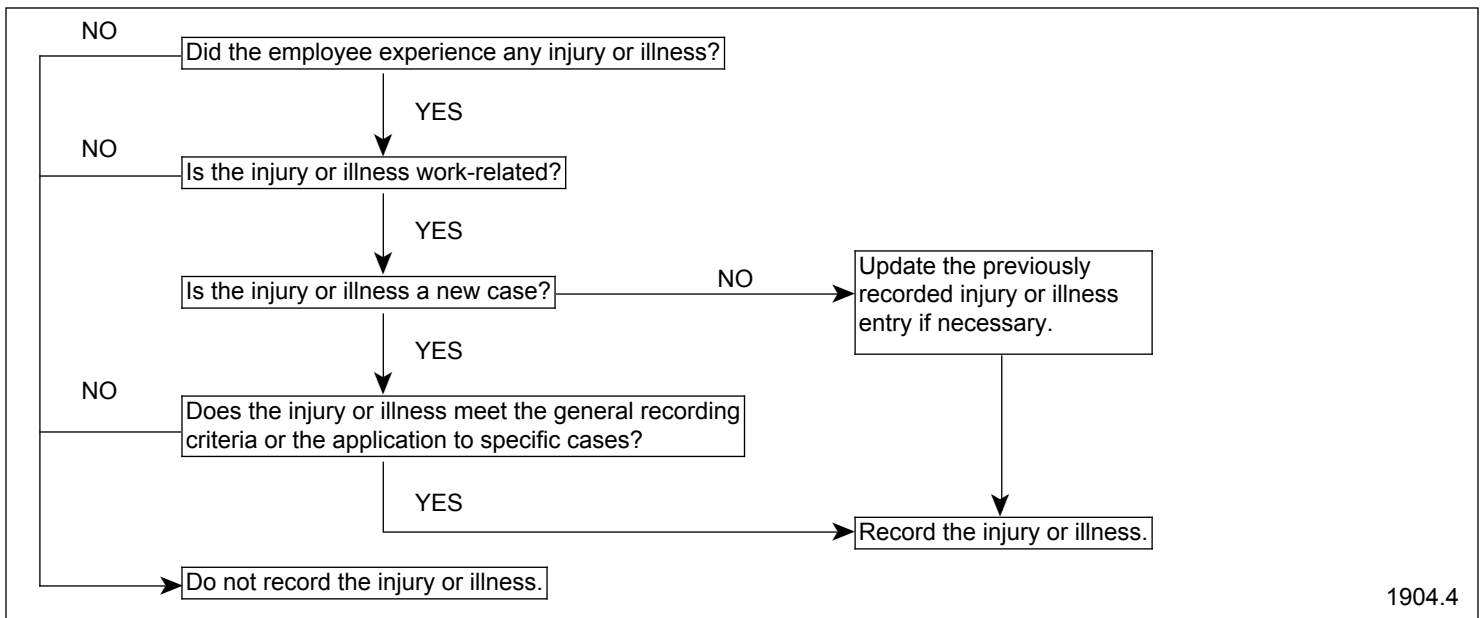 NO
Did the employee experience any injury or illness?
YES
NO
Is the injury or illness work-related?
YES
Is the injury or illness a new case?
NO
Update the previously
recorded injury or illness
entry if necessary.
YES
NO
Does the injury or illness meet the general recording
criteria or the application to specific cases?
YES
Record the injury or illness.
Do not record the injury or illness.
1904.4